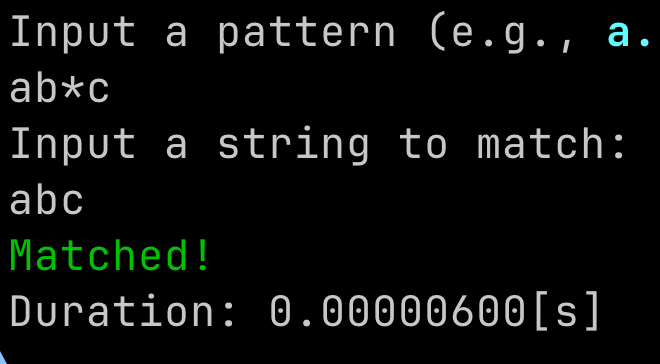 Input a pattern (e.g., a.
ab*c
Input a string to match:
abc
Matched!
Duration: 0.00000600[s]